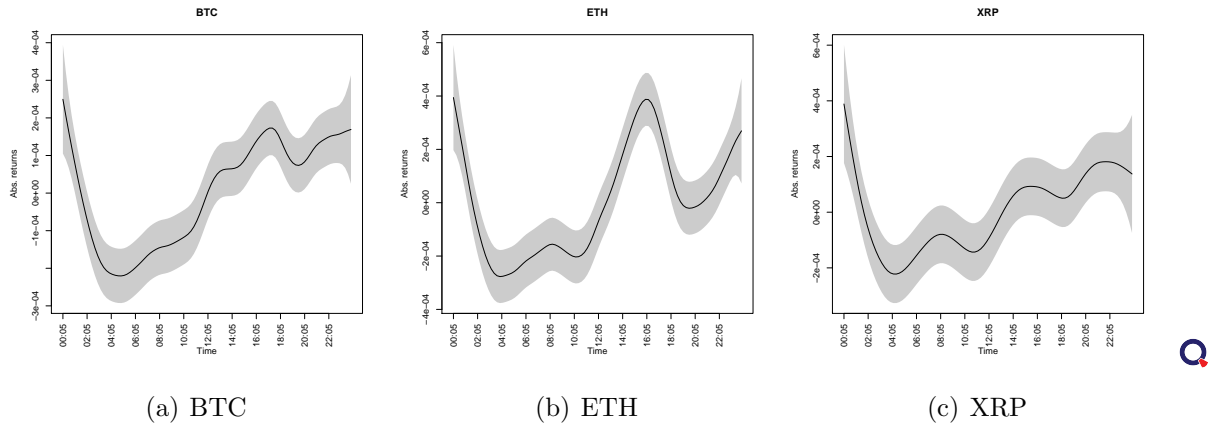 BTC
Abs. returns
4e−04
3e−04
2e−04
1e−04
0e+00
−1e−04
−3e−04
00:05 02:05 04:05 06:05 08:05 10:05 12:05 14:05 16:05 18:05 20:05 22:05
Time
(a) BTC
ETH
Abs. returns
6e−04
4e−04
2e−04
0e+00
−2e−04
−4e−04
00:05 02:05 04:05 06:05 08:05 10:05 12:05 14:05 16:05 18:05 20:05 22:05
Time
(b) ETH
XRP
Abs. returns
6e−04
4e−04
2e−04
0e+00
−2e−04
00:05 02:05 04:05 06:05 08:05 10:05 12:05 14:05 16:05 18:05 20:05 22:05
Time
(c) XRP